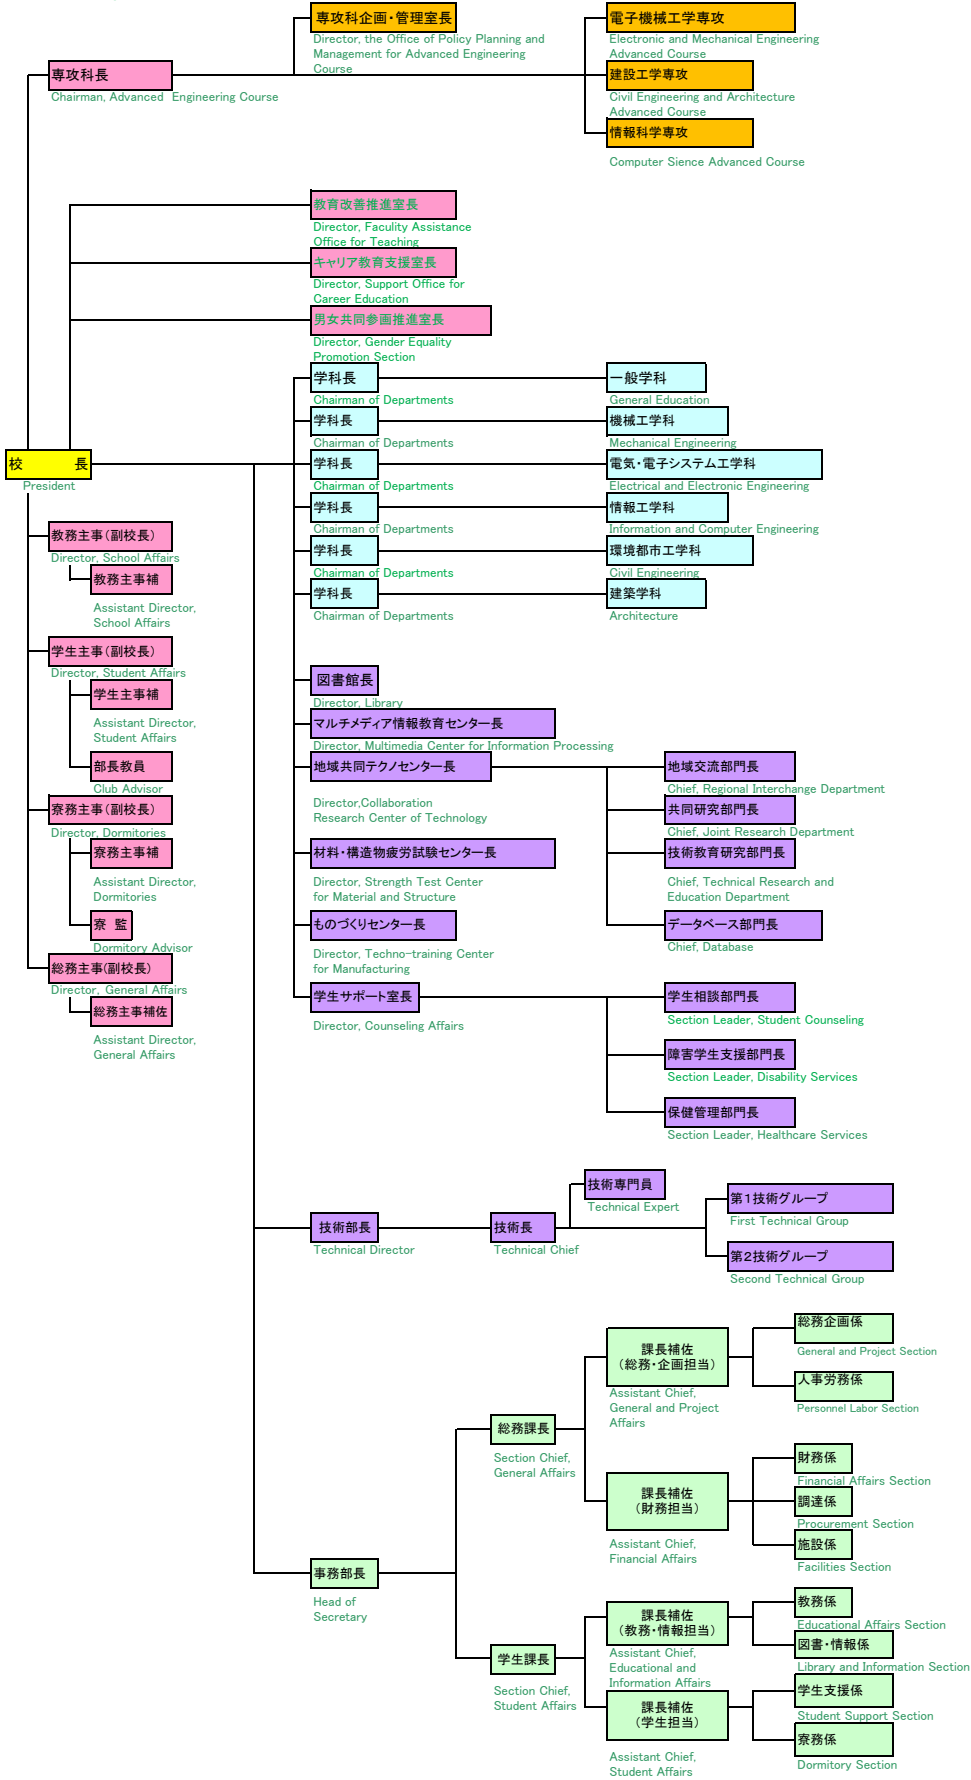 専攻科企画・管理室長
Director, the Office of Policy Planning and
Management for Advanced Engineering
Course
電子機械工学専攻
Electronic and Mechanical Engineering
Advanced Course
専攻科長
Chairman, Advanced Engineering Course
建設工学専攻
Civil Engineering and Architecture
Advanced Course
情報科学専攻
Computer Sience Advanced Course
教育改善推進室長
Director, Faculity Assistance
Office for Teaching
キャリア教育支援室長
Director, Support Office for
Career Education
男女共同参画推進室長
Director, Gender Equality
Promotion Section
学科長
Chairman of Departments
一般学科
General Education
学科長
Chairman of Departments
機械工学科
Mechanical Engineering
校 長
President
学科長
Chairman of Departments
電気・電子システム工学科
Electrical and Electronic Engineering
学科長
Chairman of Departments
情報工学科
Information and Computer Engineering
学科長
Chairman of Departments
環境都市工学科
Civil Engineering
学科長
Chairman of Departments
建築学科
Architecture
教務主事(副校長)
Director, School Affairs
教務主事補
Assistant Director,
School Affairs
学生主事(副校長)
Director, Student Affairs
学生主事補
Assistant Director,
Student Affairs
部長教員
Club Advisor
寮務主事(副校長)
Director, Dormitories
寮務主事補
Assistant Director,
Dormitories
寮 監
Dormitory Advisor
総務主事(副校長)
Director, General Affairs
総務主事補佐
Assistant Director,
General Affairs
図書館長
Director, Library
マルチメディア情報教育センター長
Director, Multimedia Center for Information Processing
地域共同テクノセンター長
Director,Collaboration
Research Center of Technology
地域交流部門長
Chief, Regional Interchange Department
共同研究部門長
Chief, Joint Research Department
技術教育研究部門長
Chief, Technical Research and
Education Department
データベース部門長
Chief, Database
材料・構造物疲労試験センター長
Director, Strength Test Center
for Material and Structure
ものづくりセンター長
Director, Techno-training Center
for Manufacturing
学生サポート室長
Director, Counseling Affairs
学生相談部門長
Section Leader, Student Counseling
障害学生支援部門長
Section Leader, Disability Services
保健管理部門長
Section Leader, Healthcare Services
技術部長
Technical Director
技術長
Technical Chief
技術専門員
Technical Expert
第1技術グループ
First Technical Group
第2技術グループ
Second Technical Group
事務部長
Head of
Secretary
総務課長
Section Chief,
General Affairs
課長補佐
(総務・企画担当)
Assistant Chief,
General and Project
Affairs
総務企画係
General and Project Section
人事労務係
Personnel Labor Section
課長補佐
(財務担当)
Assistant Chief,
Financial Affairs
財務係
Financial Affairs Section
調達係
Procurement Section
施設係
Facilities Section
学生課長
Section Chief,
Student Affairs
課長補佐
(教務・情報担当)
Assistant Chief,
Educational and
Information Affairs
教務係
Educational Affairs Section
図書・情報係
Library and Information Section
課長補佐
(学生担当)
Assistant Chief,
Student Affairs
学生支援係
Student Support Section
寮務係
Dormitory Section